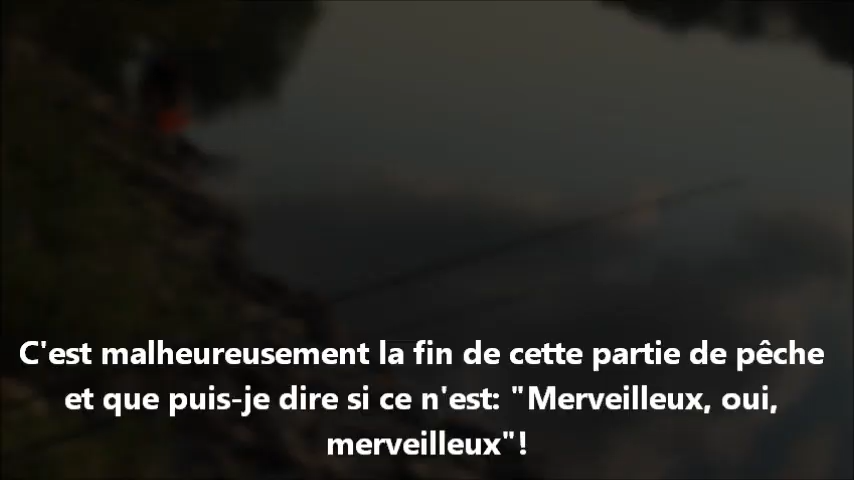 C'est malheureusement la fin de cette partie de pêche
et que puis-je dire si ce n'est: "Merveilleux, oui,
merveilleux"!